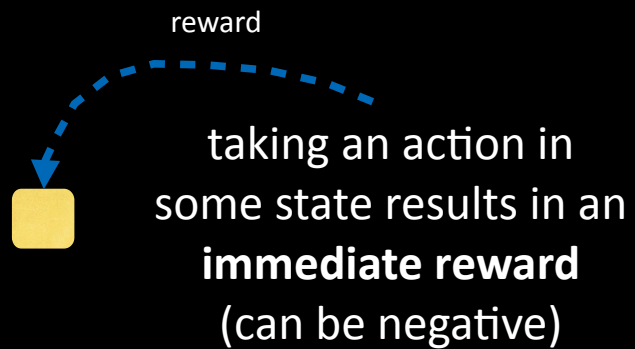 reward
taking an action in
some state results in an
immediate reward
(can be negative)